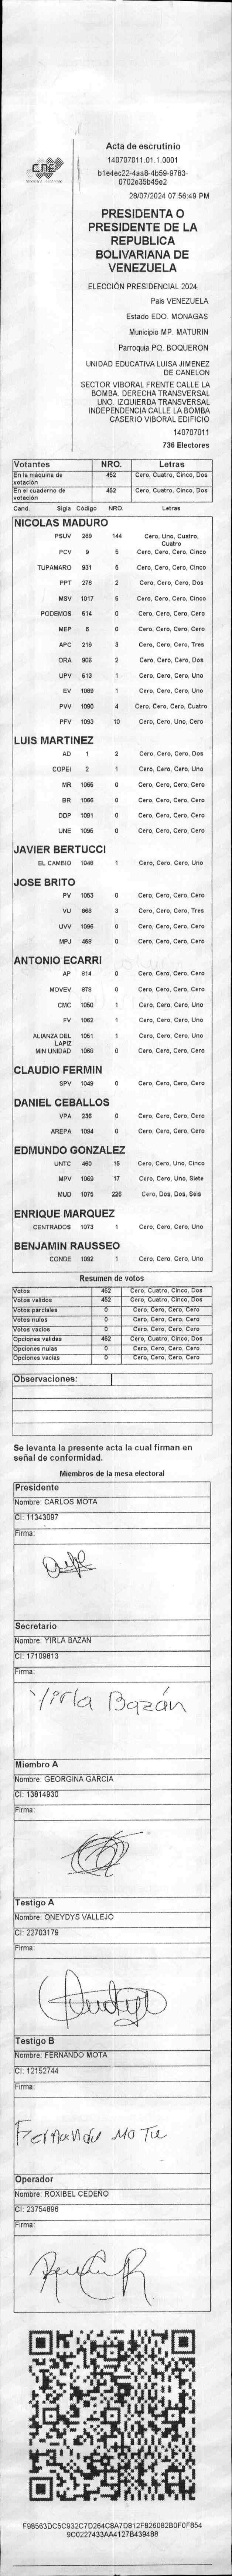 CNE
Acta de escrutinio
140707011.01.1.0001
b1e4ec22-4aa8-4b59-9783-
0702e35b45e2
28/07/2024 07:56:49 PM
PRESIDENTA O
PRESIDENTE DE LA
REPUBLICA
BOLIVARIANA DE
VENEZUELA
ELECCIÓN PRESIDENCIAL 2024
País VENEZUELA
Estado EDO. MONAGAS
Municipio MP. MATURIN
Parroquia PQ. BOQUERON
UNIDAD EDUCATIVA LUISA JIMENEZ
DE CANELON
SECTOR VIBORAL FRENTE CALLE LA
BOMBA. DERECHA TRANSVERSAL
UNO. IZQUIERDA TRANSVERSAL
INDEPENDENCIA CALLE LA BOMBA
CASERIO VIBORAL EDIFICIO
140707011
736 Electores
Votantes NRO. Letras
En la máquina de votación 452 Cero, Cuatro, Cinco, Dos
En el cuaderno de votación 452 Cero, Cuatro, Cinco, Dos
Cand. Sigla Código NRO. Letras
NICOLAS MADURO
PSUV 269 144 Cero, Uno, Cuatro, Cuatro
PCV 9 5 Cero, Cero, Cero, Cinco
TUPAMARO 931 5 Cero, Cero, Cero, Cinco
PPT 276 2 Cero, Cero, Cero, Dos
MSV 1017 5 Cero, Cero, Cero, Cinco
PODEMOS 514 0 Cero, Cero, Cero, Cero
MEP 6 0 Cero, Cero, Cero, Cero
APC 219 3 Cero, Cero, Cero, Tres
ORA 906 2 Cero, Cero, Cero, Dos
UPV 513 1 Cero, Cero, Cero, Uno
EV 1089 1 Cero, Cero, Cero, Uno
PVV 1090 4 Cero, Cero, Cero, Cuatro
PFV 1093 10 Cero, Cero, Uno, Cero
LUIS MARTINEZ
AD 1 2 Cero, Cero, Cero, Dos
COPEI 2 1 Cero, Cero, Cero, Uno
MR 1065 0 Cero, Cero, Cero, Cero
BR 1066 0 Cero, Cero, Cero, Cero
DDP 1091 0 Cero, Cero, Cero, Cero
UNE 1095 0 Cero, Cero, Cero, Cero
JAVIER BERTUCCI
EL CAMBIO 1048 1 Cero, Cero, Cero, Uno
JOSE BRITO
PV 1053 0 Cero, Cero, Cero, Cero
VU 868 3 Cero, Cero, Cero, Tres
UVV 1096 0 Cero, Cero, Cero, Cero
MPJ 458 0 Cero, Cero, Cero, Cero
ANTONIO ECARRI
AP 814 0 Cero, Cero, Cero, Cero
MOVEV 878 0 Cero, Cero, Cero, Cero
CMC 1050 1 Cero, Cero, Cero, Uno
FV 1062 1 Cero, Cero, Cero, Uno
ALIANZA DEL LAPIZ 1051 1 Cero, Cero, Cero, Uno
MIN UNIDAD 1069 0 Cero, Cero, Cero, Cero
CLAUDIO FERMIN
SPV 1049 0 Cero, Cero, Cero, Cero
DANIEL CEBALLOS
VPA 236 0 Cero, Cero, Cero, Cero
AREPA 1094 0 Cero, Cero, Cero, Cero
EDMUNDO GONZALEZ
UNTC 460 15 Cero, Cero, Uno, Cinco
MPV 1069 17 Cero, Cero, Uno, Siete
MUD 1075 226 Cero, Dos, Dos, Seis
ENRIQUE MARQUEZ
CENTRADOS 1073 1 Cero, Cero, Cero, Uno
BENJAMIN RAUSSEO
CONDE 1092 1 Cero, Cero, Cero, Uno
Resumen de votos
Votos 452 Cero, Cuatro, Cinco, Dos
Votos validos 452 Cero, Cuatro, Cinco, Dos
Votos parciales 0 Cero, Cero, Cero, Cero
Votos nulos 0 Cero, Cero, Cero, Cero
Votos vacíos 0 Cero, Cero, Cero, Cero
Opciones validas 452 Cero, Cuatro, Cinco, Dos
Opciones nulas 0 Cero, Cero, Cero, Cero
Opciones vacías 0 Cero, Cero, Cero, Cero
Observaciones:
Se levanta la presente acta la cual firman en
señal de conformidad.
Miembros de la mesa electoral
Presidente
Nombre: CARLOS MOTA
CI: 11343097
Firma:
Secretario
Nombre: YIRLA BAZAN
CI: 17109813
Firma:
Yirla Bazán
Miembro A
Nombre: GEORGINA GARCIA
CI: 13814930
Firma:
Testigo A
Nombre: ONEYDYS VALLEJO
CI: 22703179
Firma:
Testigo B
Nombre: FERNANDO MOTA
CI: 12152744
Firma:
Operador
Nombre: ROXIBEL CEDEÑO
CI: 23754896
Firma:
F98563DC5C932C7D264C8A7D812F826082B0F0F854
9C0227433AA4127B439488